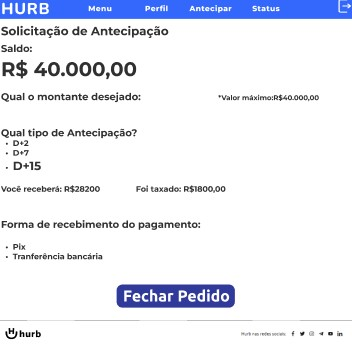 HURB Menu Perfil Antecipar Status
Solicitação de Antecipação
Saldo:
R$ 40.000,00
Qual o montante desejado: *Valor máximo:R$40.000,00
Qual tipo de Antecipação?
• D+2
• D+7
• D+15
Você receberá: R$28200 Foi taxado: R$1800,00
Forma de recebimento do pagamento:
• Pix
• Tranferência bancária
Fechar Pedido
hurb Hurb nas redes sociais: